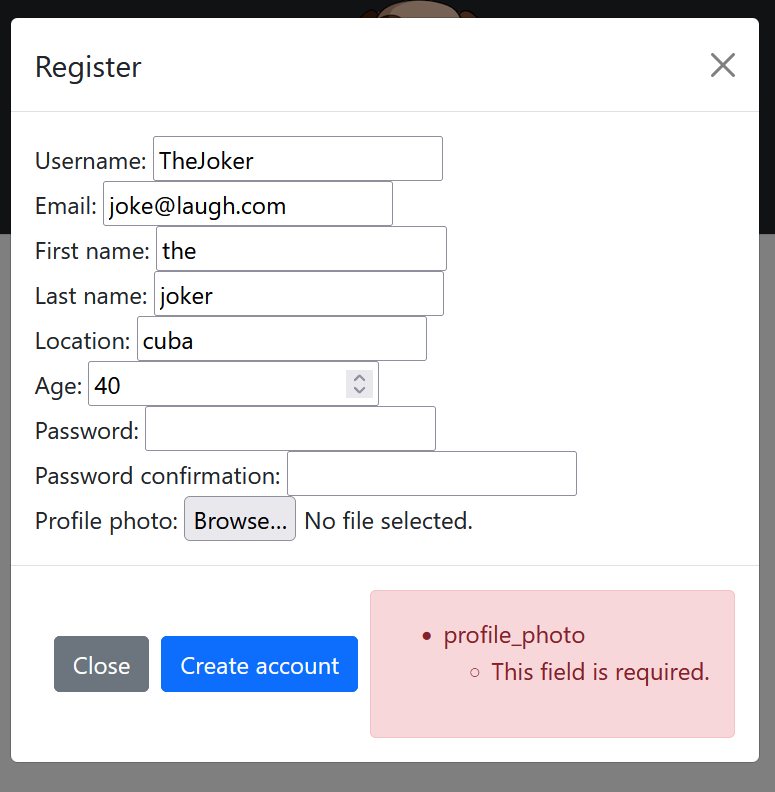 Register
Username: TheJoker
Email: joke@laugh.com
First name: the
Last name: joker
Location: cuba
Age: 40
Password:
Password confirmation:
Profile photo: Browse... No file selected.
Close Create account
• profile_photo
○ This field is required.